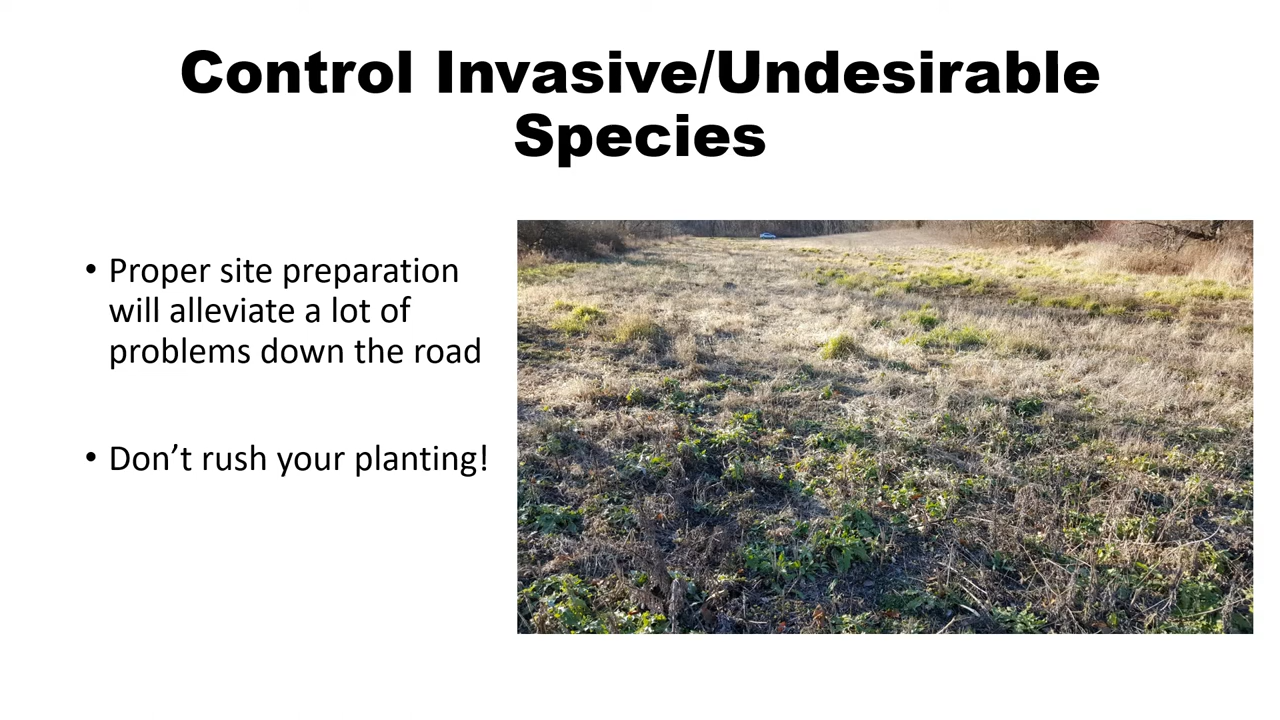 Control Invasive/Undesirable
Species
• Proper site preparation
will alleviate a lot of
problems down the road
• Don’t rush your planting!